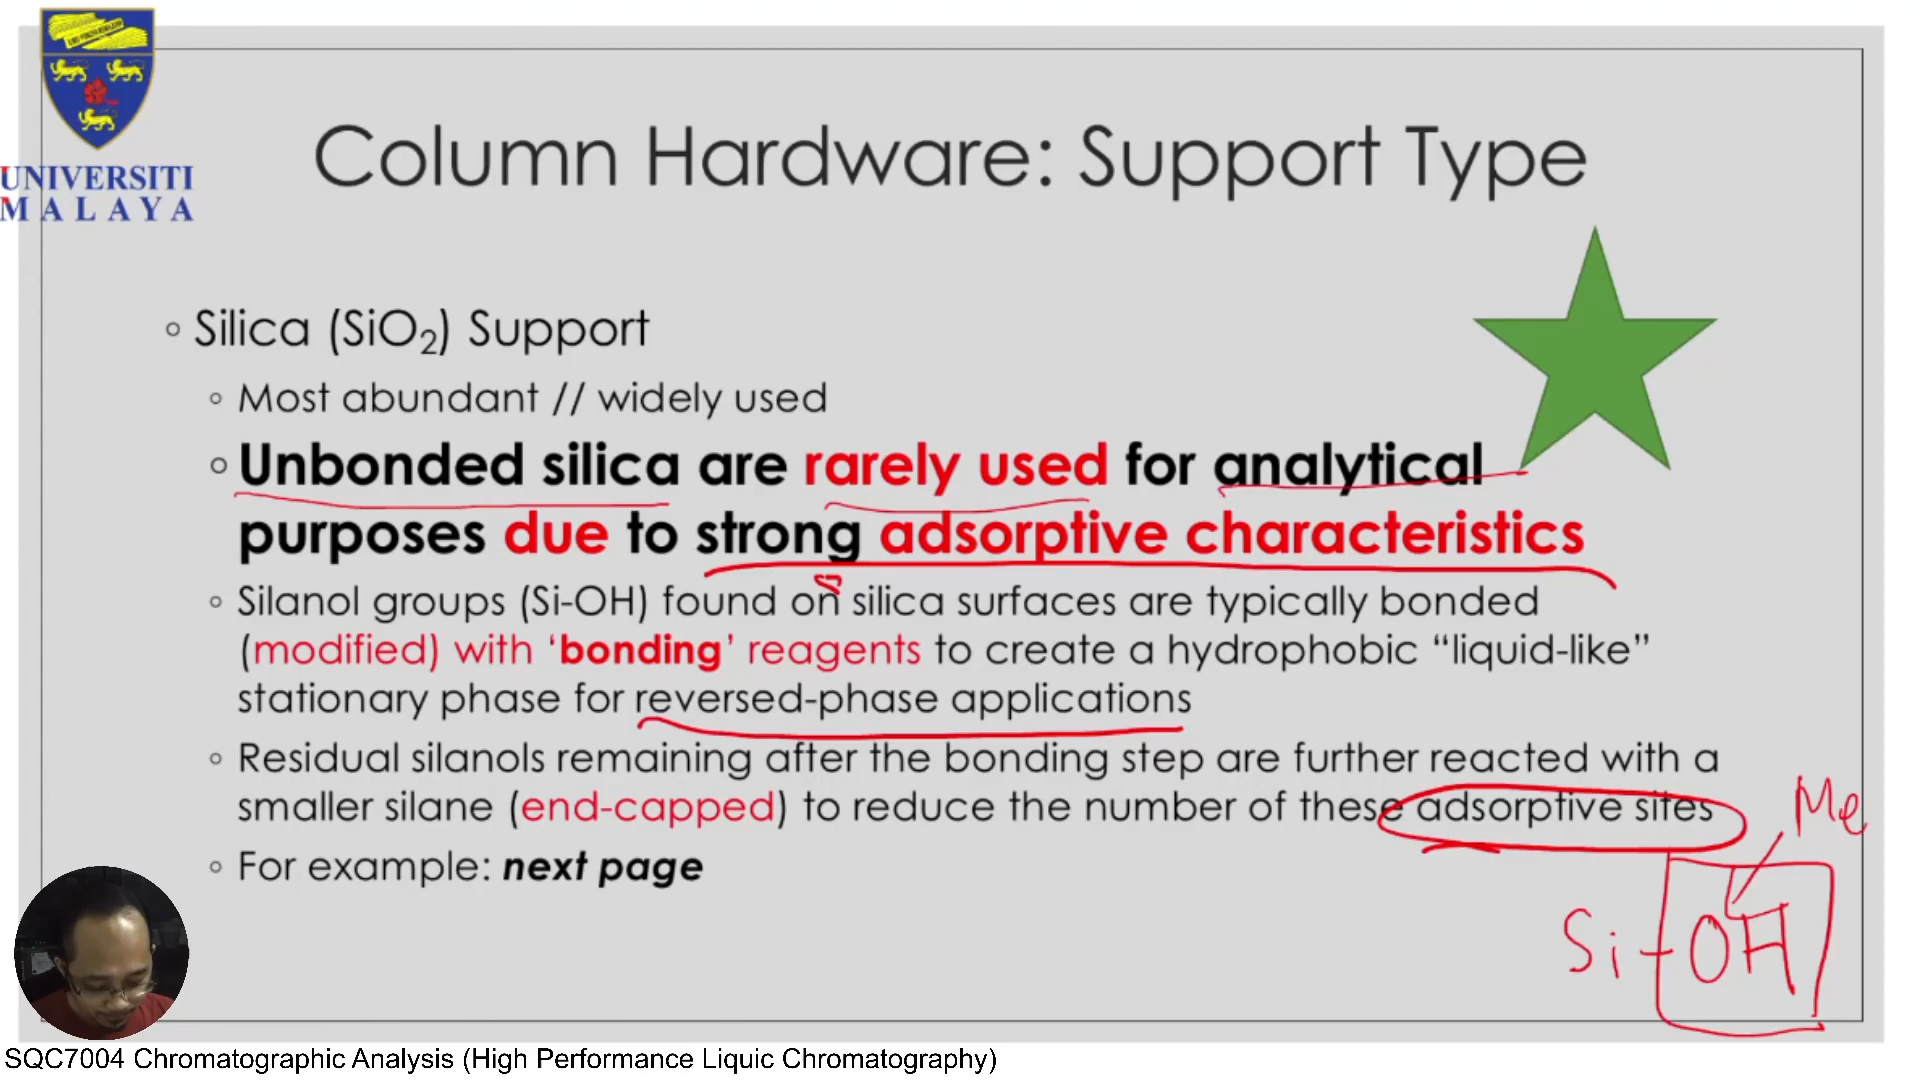 UNIVERSITI
MALAYA
Column Hardware: Support Type
◦ Silica (SiO₂) Support
◦ Most abundant // widely used
◦ Unbonded silica are rarely used for analytical
purposes due to strong adsorptive characteristics
◦ Silanol groups (Si-OH) found on silica surfaces are typically bonded
(modified) with ‘bonding’ reagents to create a hydrophobic “liquid-like”
stationary phase for reversed-phase applications
◦ Residual silanols remaining after the bonding step are further reacted with a
smaller silane (end-capped) to reduce the number of these adsorptive sites
◦ For example: next page
Me
Si-OH
SQC7004 Chromatographic Analysis (High Performance Liquic Chromatography)